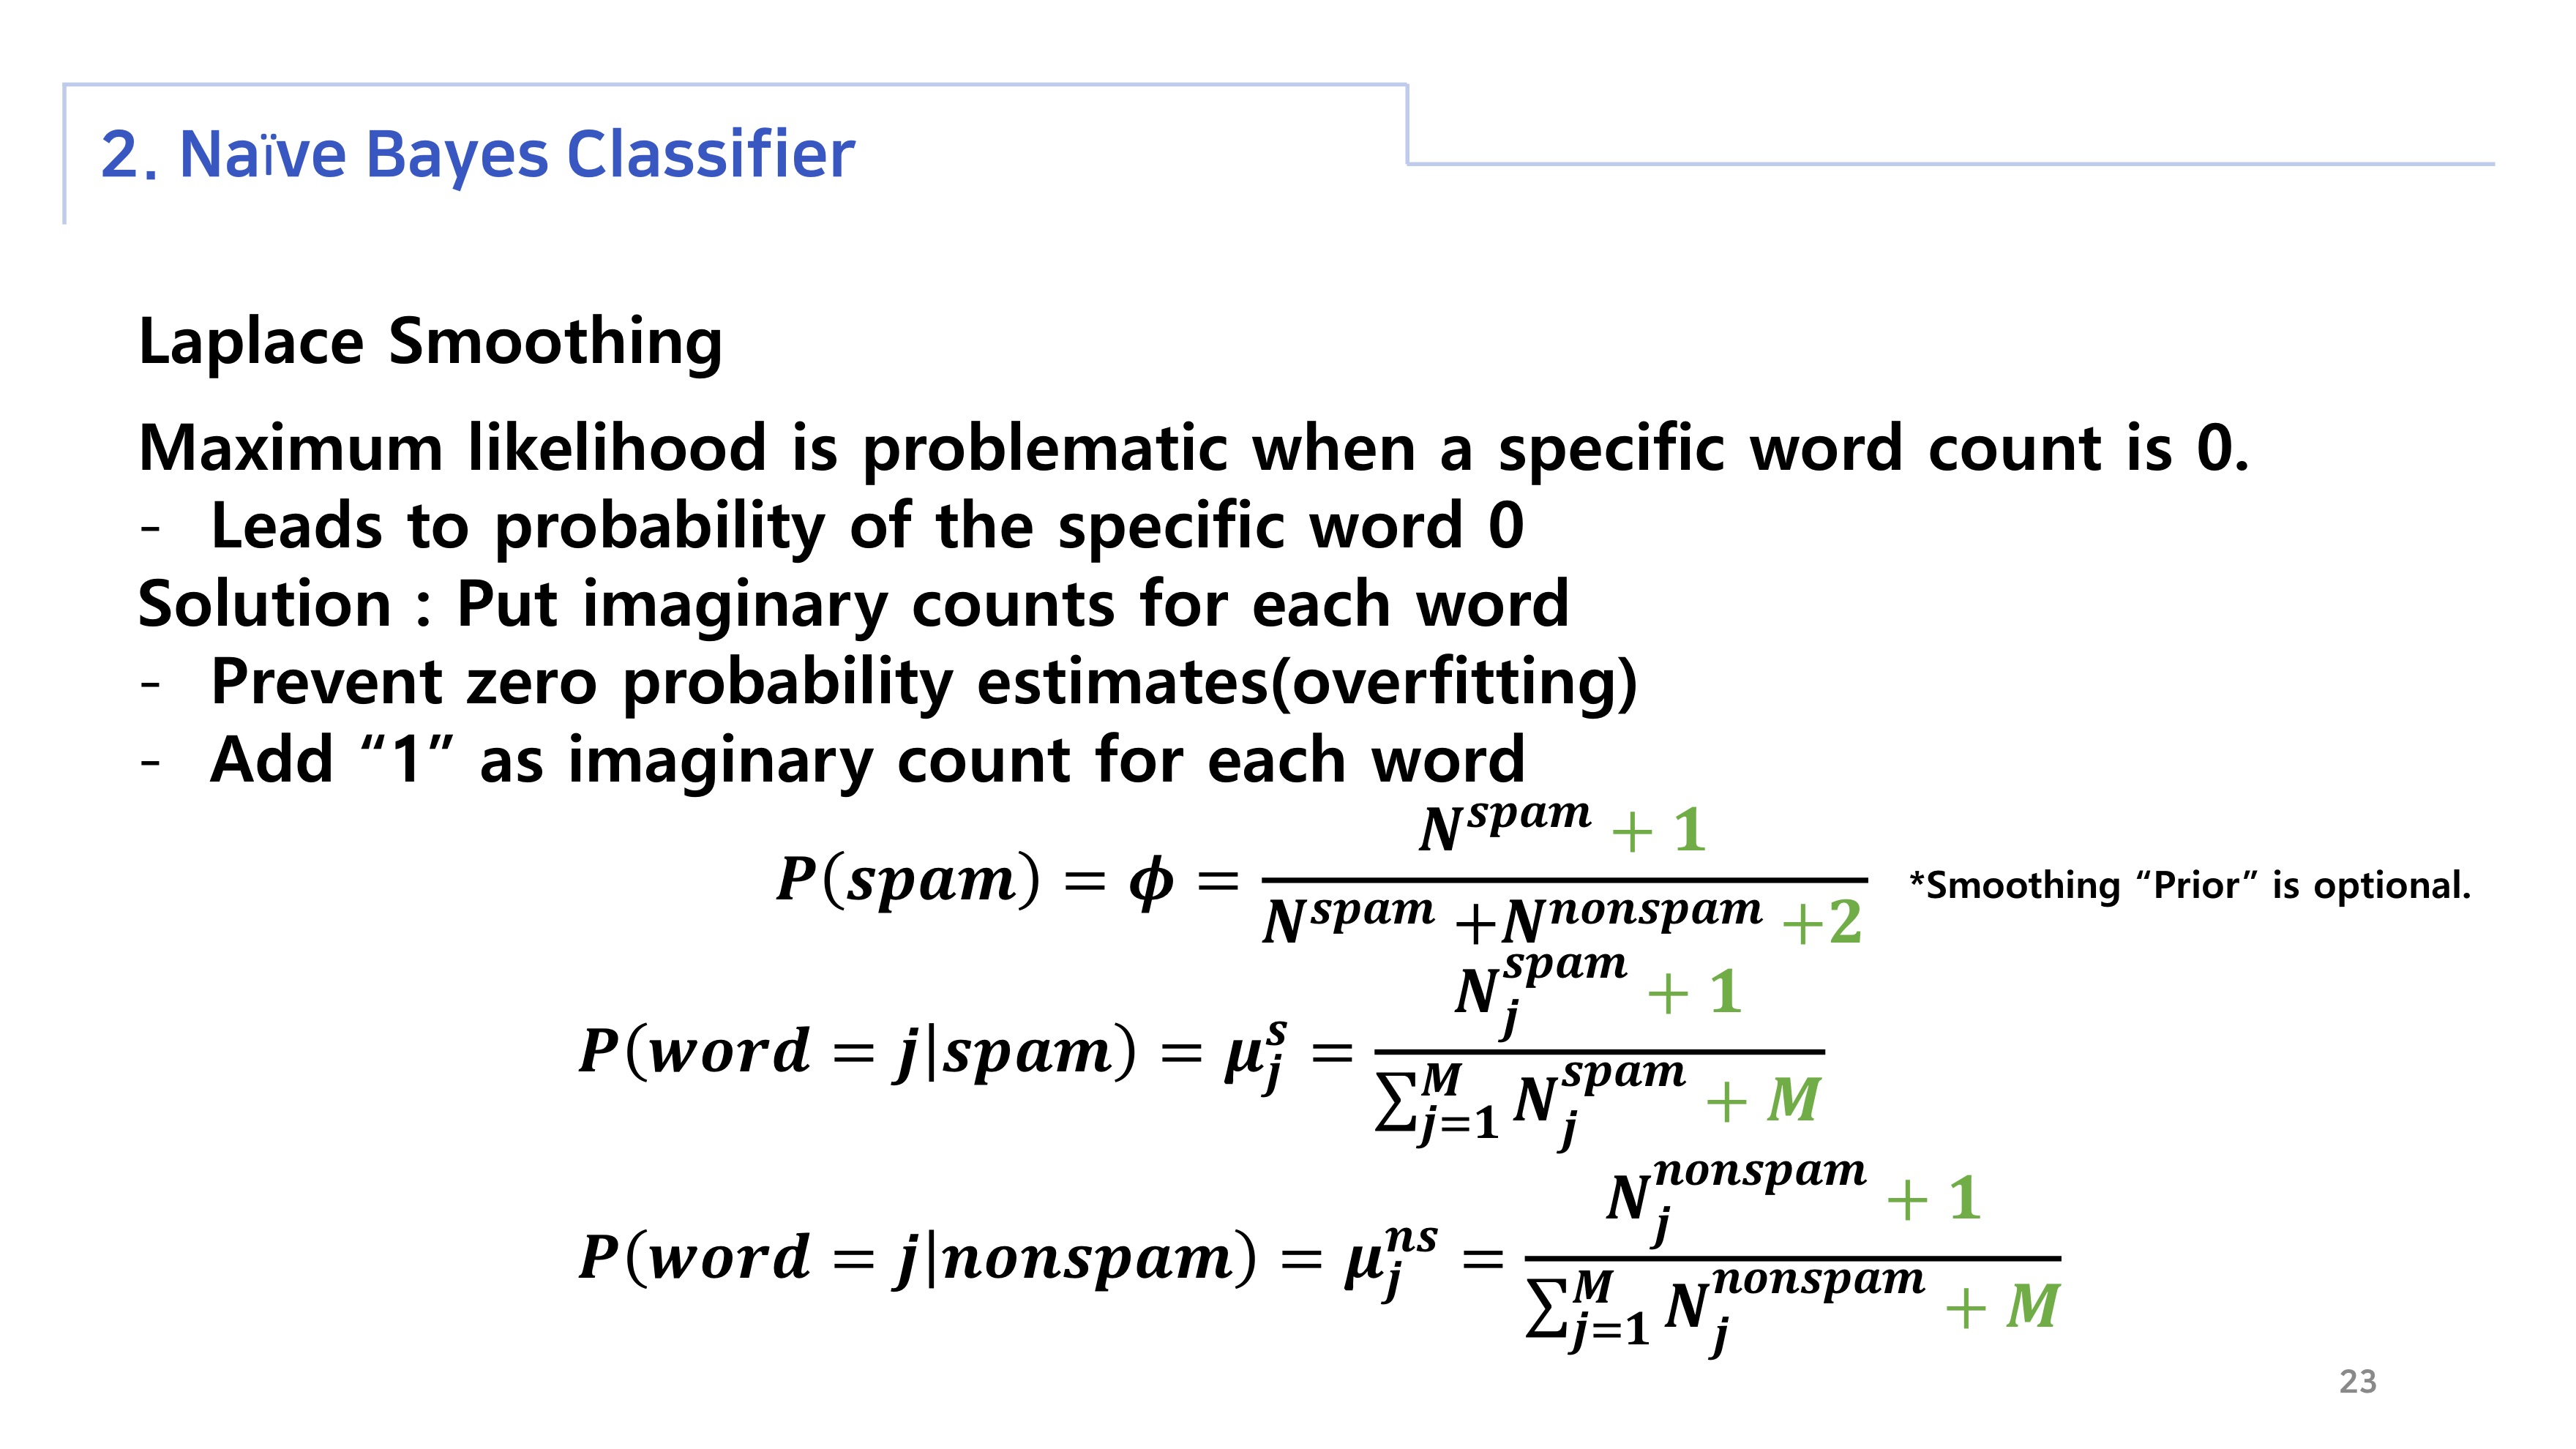 2. Naïve Bayes Classifier
Laplace Smoothing
Maximum likelihood is problematic when a specific word count is 0.
- Leads to probability of the specific word 0
Solution : Put imaginary counts for each word
- Prevent zero probability estimates(overfitting)
- Add “1” as imaginary count for each word
$P(spam) = \phi = \frac{N^{spam} + 1}{N^{spam} + N^{nonspam} + 2}$ *Smoothing “Prior” is optional.
$P(word = j|spam) = \mu_j^s = \frac{N_j^{spam} + 1}{\sum_{j=1}^{M} N_j^{spam} + M}$
$P(word = j|nonspam) = \mu_j^{ns} = \frac{N_j^{nonspam} + 1}{\sum_{j=1}^{M} N_j^{nonspam} + M}$
23